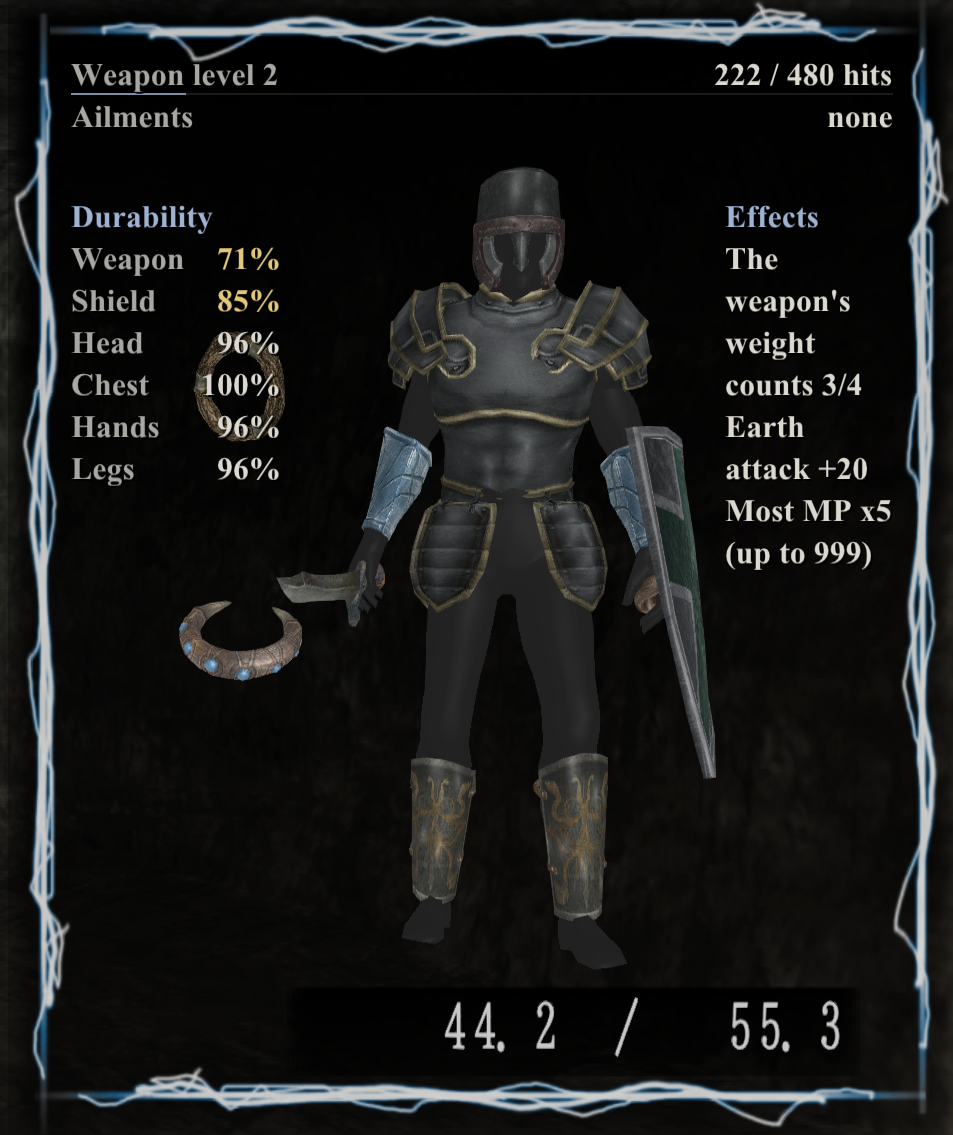 Weapon level 2 222 / 480 hits
Ailments none
Durability
Weapon 71%
Shield 85%
Head 96%
Chest 100%
Hands 96%
Legs 96%
Effects
The
weapon's
weight
counts 3/4
Earth
attack +20
Most MP x5
(up to 999)
44. 2 / 55. 3